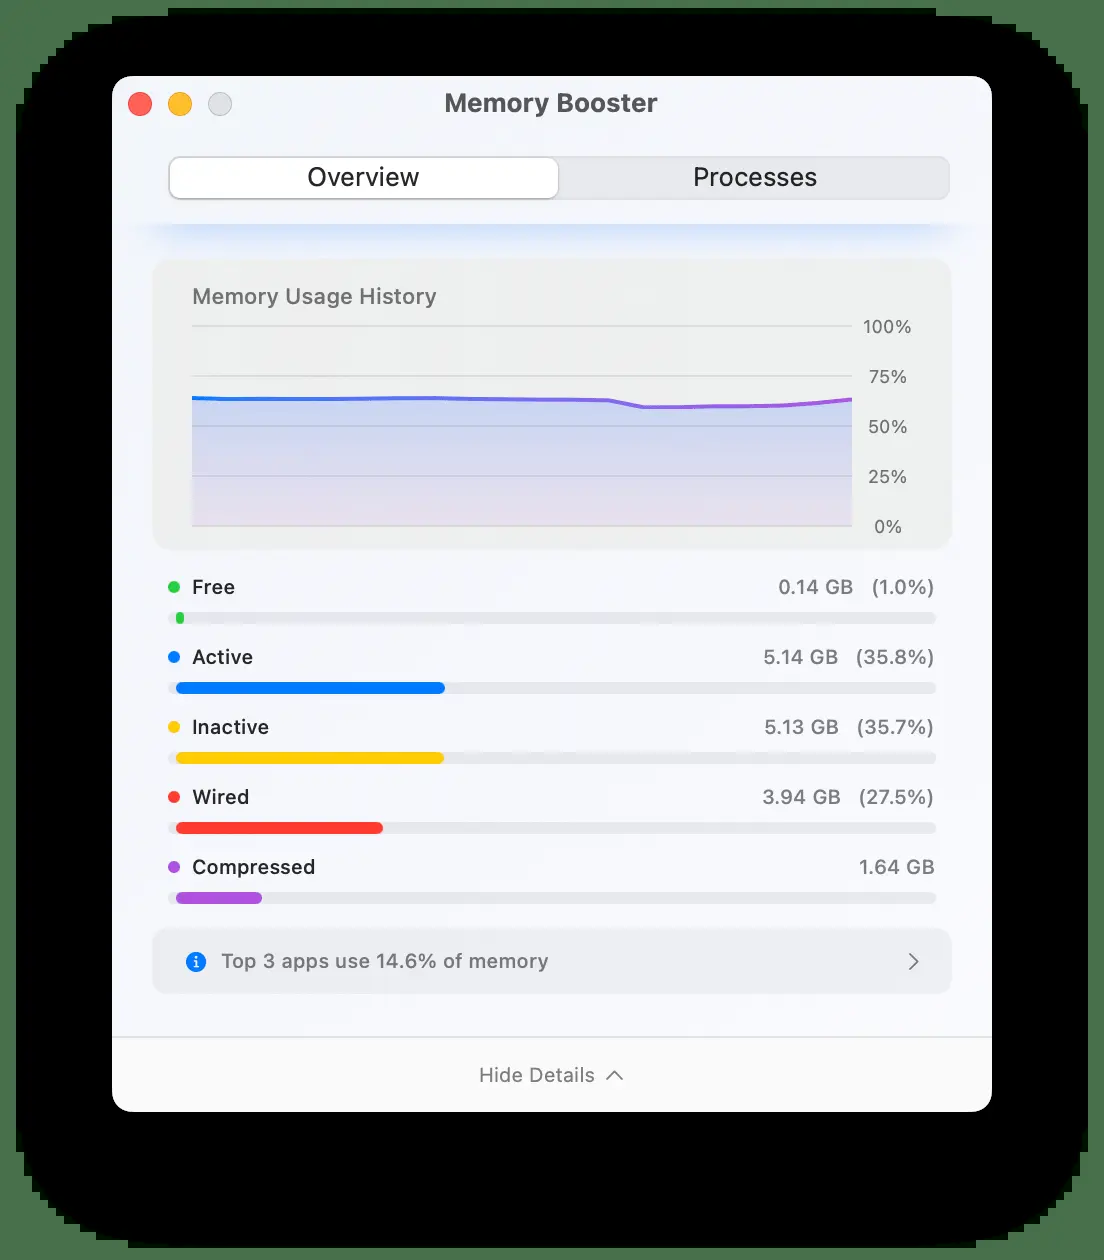 Memory Booster
Overview Processes
Memory Usage History
100%
75%
50%
25%
0%
Free 0.14 GB (1.0%)
Active 5.14 GB (35.8%)
Inactive 5.13 GB (35.7%)
Wired 3.94 GB (27.5%)
Compressed 1.64 GB
Top 3 apps use 14.6% of memory
Hide Details